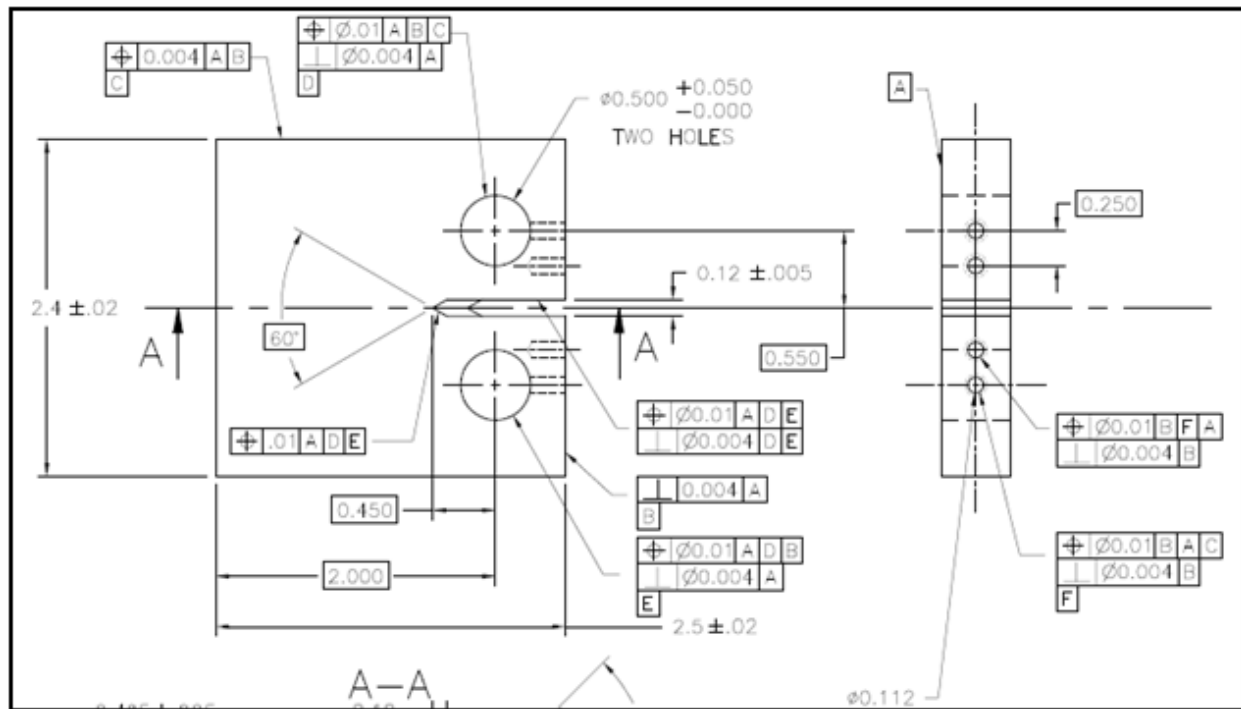 ⌖ Ø.01 A B C
⊥ Ø0.004 A
D
⌖ 0.004 A B
C
Ø0.500 +0.050
-0.000
TWO HOLES
A
0.250
0.12 ±.005
2.4 ±.02
A
A
60°
0.550
⌖ .01 A D E
⌖ Ø0.01 A D E
⊥ Ø0.004 D E
⌖ Ø0.01 B F A
⊥ Ø0.004 B
⊥ 0.004 A
B
0.450
⌖ Ø0.01 A D B
⊥ Ø0.004 A
E
⌖ Ø0.01 B A C
⊥ Ø0.004 B
F
2.000
2.5 ±.02
A-A
Ø0.112